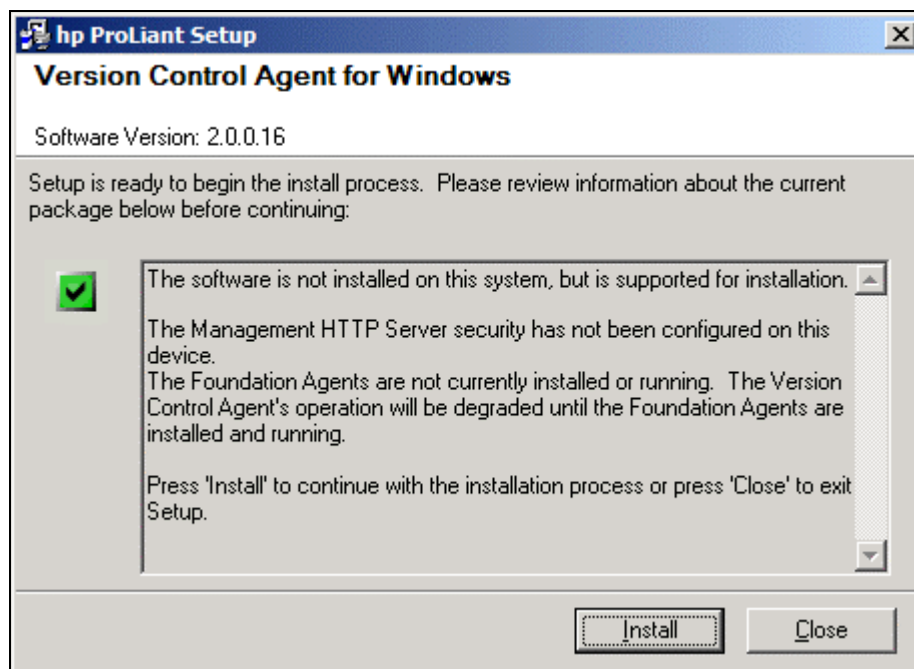 hp ProLiant Setup
Version Control Agent for Windows
Software Version: 2.0.0.16
Setup is ready to begin the install process.  Please review information about the current
package below before continuing:
The software is not installed on this system, but is supported for installation.
The Management HTTP Server security has not been configured on this
device.
The Foundation Agents are not currently installed or running.  The Version
Control Agent's operation will be degraded until the Foundation Agents are
installed and running.
Press 'Install' to continue with the installation process or press 'Close' to exit
Setup.
Install
Close